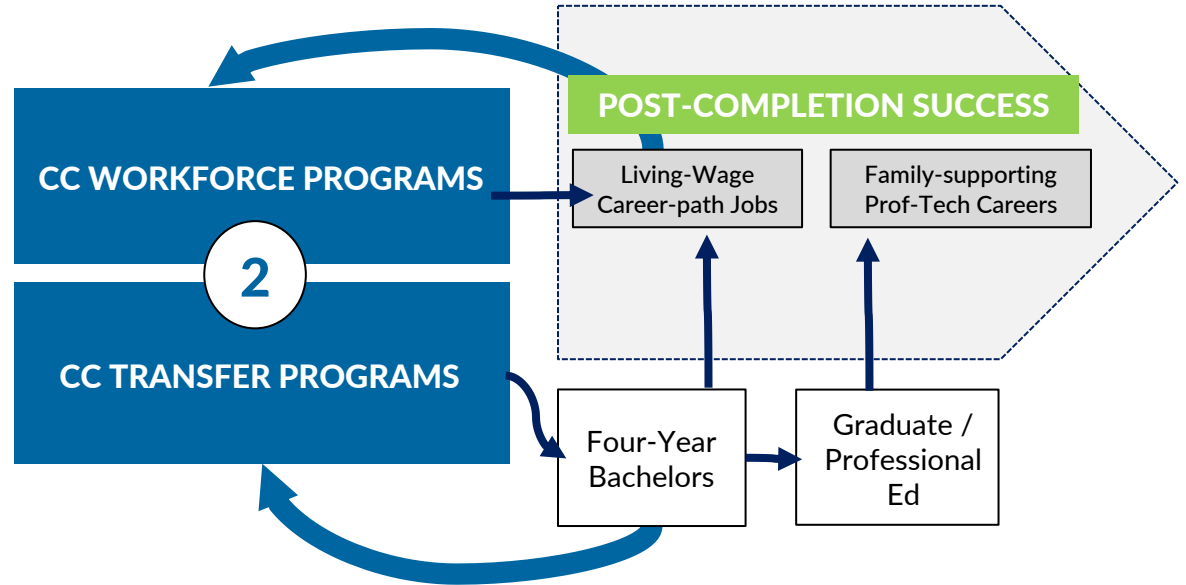 POST-COMPLETION SUCCESS
CC WORKFORCE PROGRAMS
Living-Wage
Career-path Jobs
Family-supporting
Prof-Tech Careers
2
CC TRANSFER PROGRAMS
Four-Year
Bachelors
Graduate /
Professional
Ed